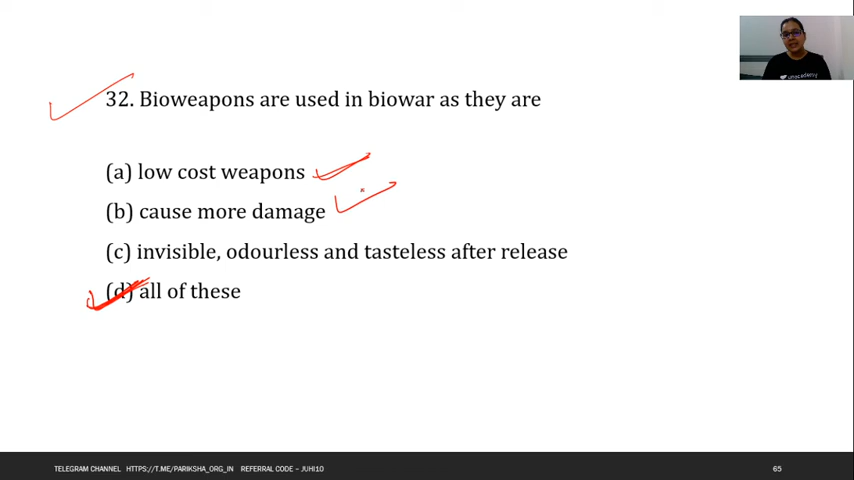 32. Bioweapons are used in biowar as they are
(a) low cost weapons
(b) cause more damage
(c) invisible, odourless and tasteless after release
(d) all of these
unacademy
TELEGRAM CHANNEL HTTPS://T.ME/PARIKSHA_ORG_IN REFERRAL CODE – JUHI10
65